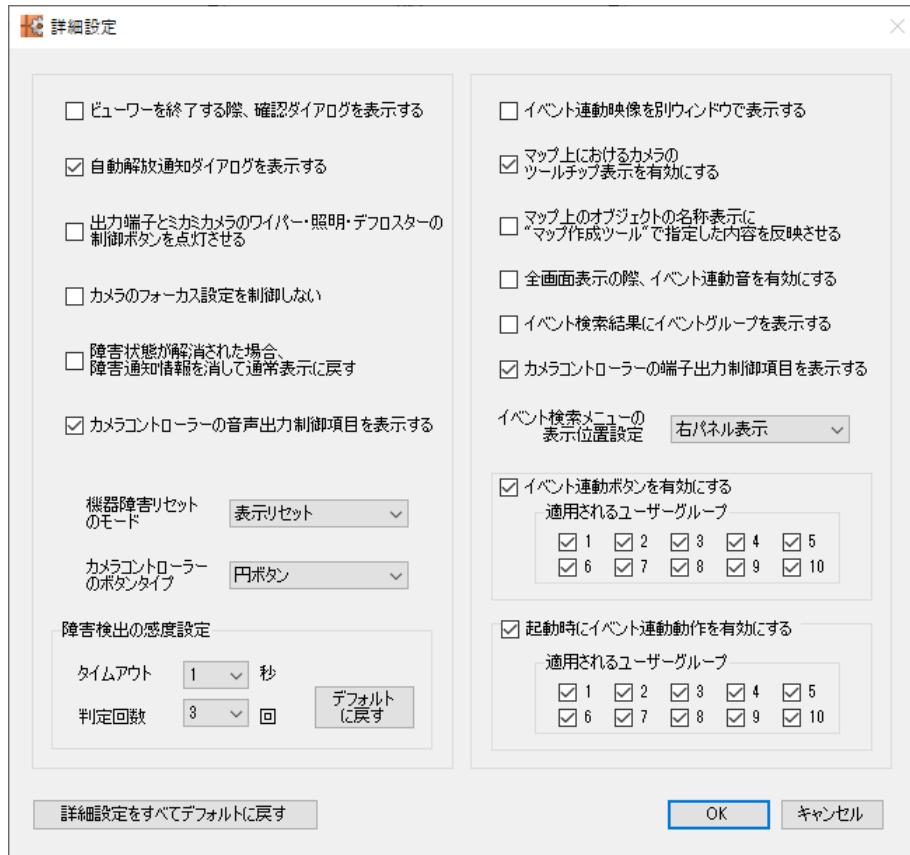 詳細設定
ビューワーを終了する際、確認ダイアログを表示する
自動解放通知ダイアログを表示する
出力端子とミカミカメラのワイパー・照明・デフロスターの
制御ボタンを点灯させる
カメラのフォーカス設定を制御しない
障害状態が解消された場合、
障害通知情報を消して通常表示に戻す
カメラコントローラーの音声出力制御項目を表示する
機器障害リセット
のモード
表示リセット
カメラコントローラー
のボタンタイプ
円ボタン
障害検出の感度設定
タイムアウト 1 秒
判定回数 3 回
デフォルト
に戻す
イベント連動映像を別ウィンドウで表示する
マップ上におけるカメラの
ツールチップ表示を有効にする
マップ上のオブジェクトの名称表示に
"マップ作成ツール"で指定した内容を反映させる
全画面表示の際、イベント連動音を有効にする
イベント検索結果にイベントグループを表示する
カメラコントローラーの端子出力制御項目を表示する
イベント検索メニューの
表示位置設定
右パネル表示
イベント連動ボタンを有効にする
適用されるユーザーグループ
1 2 3 4 5
6 7 8 9 10
起動時にイベント連動動作を有効にする
適用されるユーザーグループ
1 2 3 4 5
6 7 8 9 10
詳細設定をすべてデフォルトに戻す
OK
キャンセル